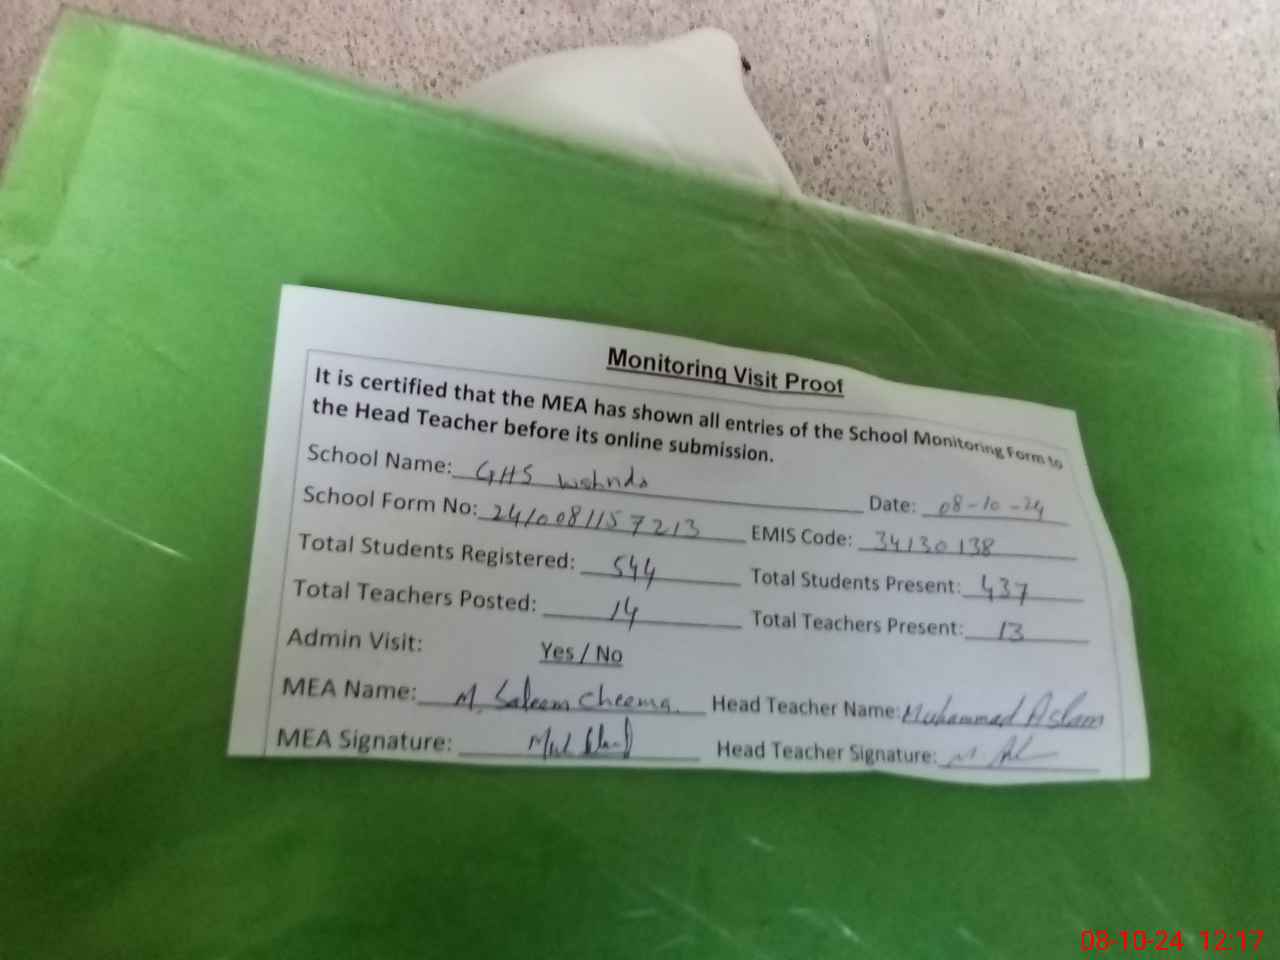 Monitoring Visit Proof
It is certified that the MEA has shown all entries of the School Monitoring Form to
the Head Teacher before its online submission.
School Name: GHS Date: 08-10-24
School Form No: 2410081157213 EMIS Code: 34130138
Total Students Registered: 544 Total Students Present: 437
Total Teachers Posted: 14 Total Teachers Present: 13
Admin Visit: Yes / No
MEA Name: M. Saleem Cheema. Head Teacher Name: Muhammad Aslam
MEA Signature: Head Teacher Signature:
08-10-24 12:17